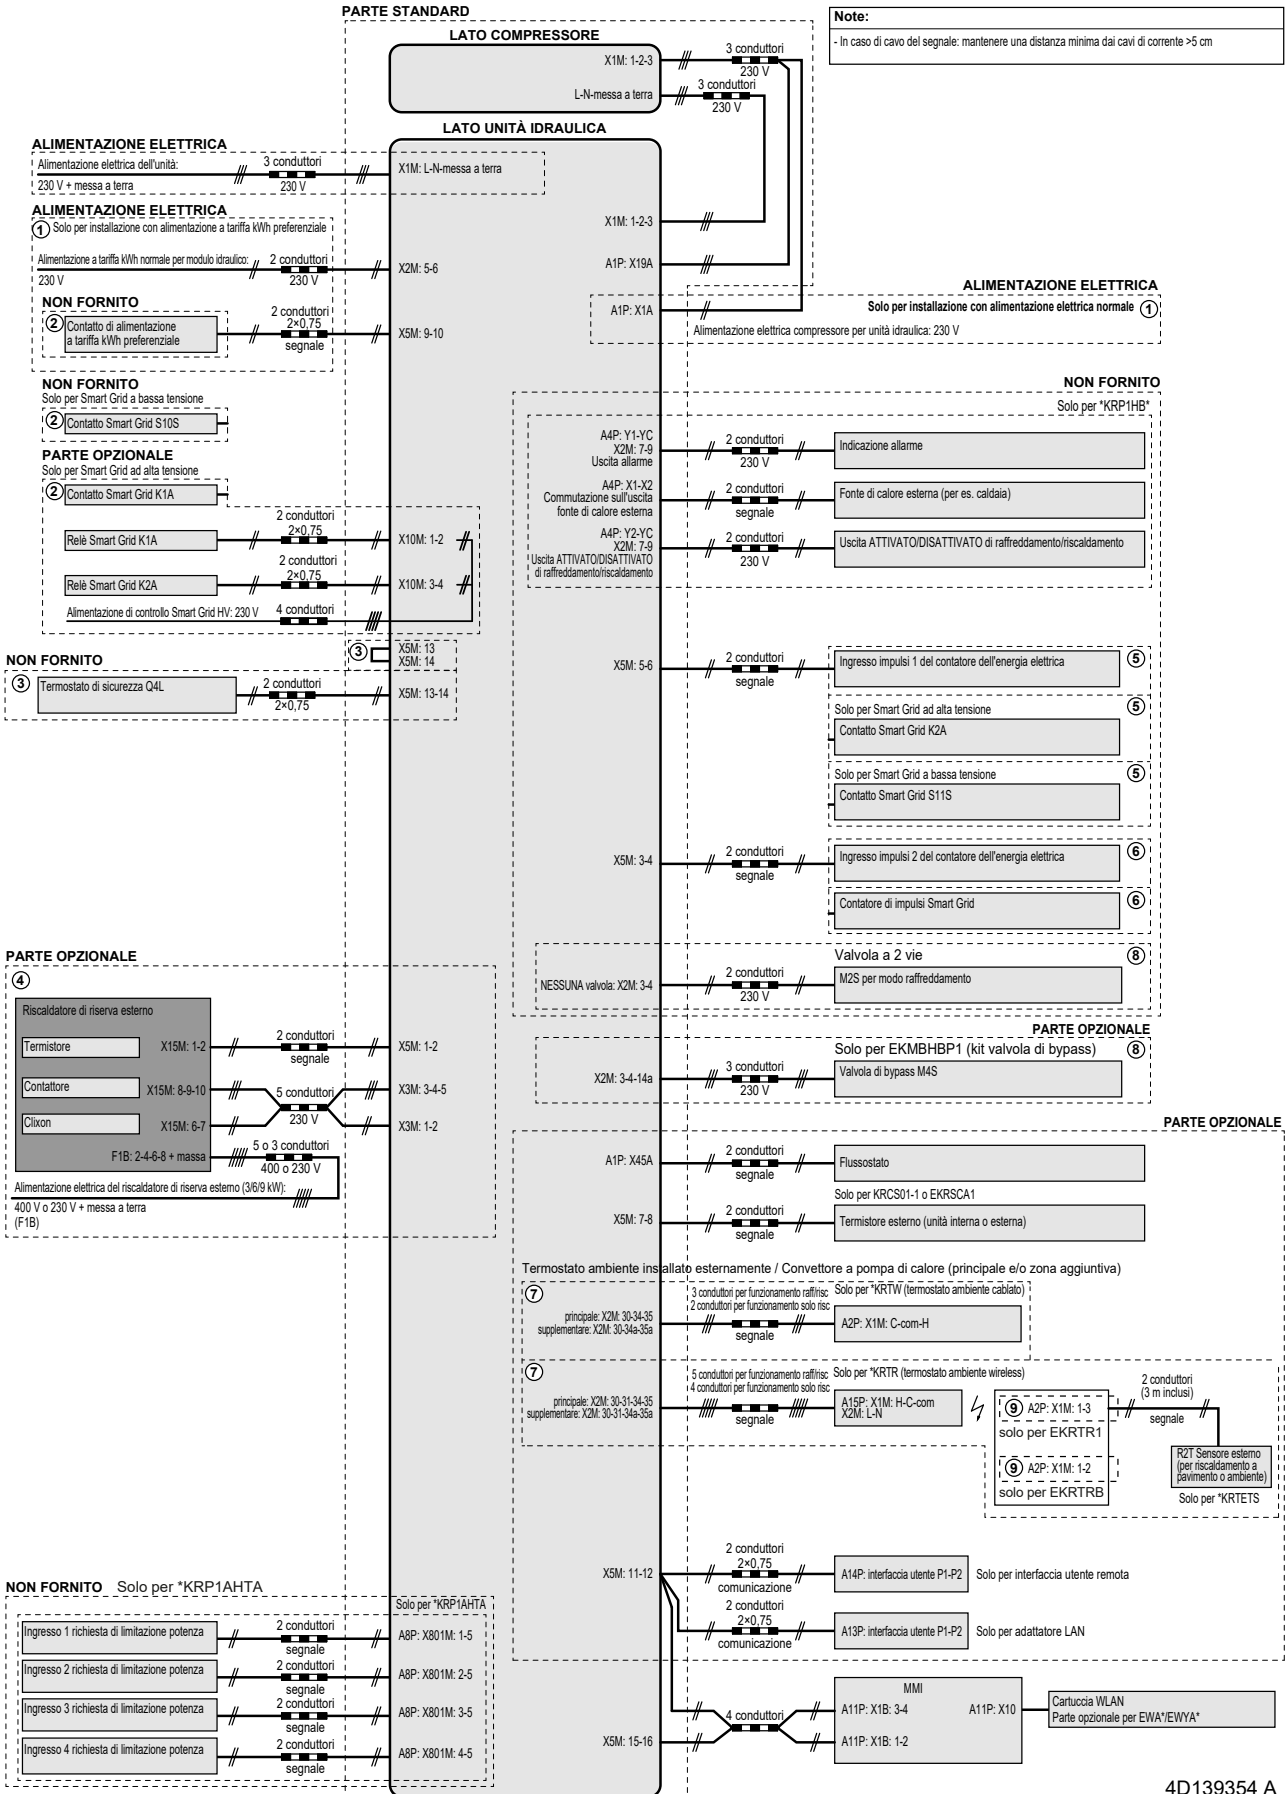 PARTE STANDARD
Note:
- In caso di cavo del segnale: mantenere una distanza minima dai cavi di corrente >5 cm
LATO COMPRESSORE
X1M: 1-2-3
3 conduttori
230 V
L-N-messa a terra
3 conduttori
230 V
LATO UNITÀ IDRAULICA
ALIMENTAZIONE ELETTRICA
Alimentazione elettrica dell'unità:
230 V + messa a terra
3 conduttori
230 V
X1M: L-N-messa a terra
ALIMENTAZIONE ELETTRICA
1 Solo per installazione con alimentazione a tariffa kWh preferenziale
Alimentazione a tariffa kWh normale per modulo idraulico:
230 V
2 conduttori
230 V
X2M: 5-6
NON FORNITO
2 Contatto di alimentazione
a tariffa kWh preferenziale
2 conduttori
2×0,75
segnale
X5M: 9-10
X1M: 1-2-3
A1P: X19A
A1P: X1A
ALIMENTAZIONE ELETTRICA
Solo per installazione con alimentazione elettrica normale 1
Alimentazione elettrica compressore per unità idraulica: 230 V
NON FORNITO
Solo per Smart Grid a bassa tensione
2 Contatto Smart Grid S10S
PARTE OPZIONALE
Solo per Smart Grid ad alta tensione
2 Contatto Smart Grid K1A
Relè Smart Grid K1A
2 conduttori
2×0,75
X10M: 1-2
Relè Smart Grid K2A
2 conduttori
2×0,75
X10M: 3-4
Alimentazione di controllo Smart Grid HV: 230 V
4 conduttori
3
X5M: 13
X5M: 14
NON FORNITO
3 Termostato di sicurezza Q4L
2 conduttori
2×0,75
X5M: 13-14
NON FORNITO
Solo per *KRP1HB*
A4P: Y1-YC
X2M: 7-9
Uscita allarme
2 conduttori
230 V
Indicazione allarme
A4P: X1-X2
Commutazione sull'uscita
fonte di calore esterna
2 conduttori
segnale
Fonte di calore esterna (per es. caldaia)
A4P: Y2-YC
X2M: 7-9
Uscita ATTIVATO/DISATTIVATO
di raffreddamento/riscaldamento
2 conduttori
230 V
Uscita ATTIVATO/DISATTIVATO di raffreddamento/riscaldamento
X5M: 5-6
2 conduttori
segnale
Ingresso impulsi 1 del contatore dell'energia elettrica
5
Solo per Smart Grid ad alta tensione
5
Contatto Smart Grid K2A
Solo per Smart Grid a bassa tensione
5
Contatto Smart Grid S11S
X5M: 3-4
2 conduttori
segnale
Ingresso impulsi 2 del contatore dell'energia elettrica
6
Contatore di impulsi Smart Grid
6
Valvola a 2 vie
8
NESSUNA valvola: X2M: 3-4
2 conduttori
230 V
M2S per modo raffreddamento
PARTE OPZIONALE
Solo per EKMBHBP1 (kit valvola di bypass)
8
X2M: 3-4-14a
3 conduttori
230 V
Valvola di bypass M4S
PARTE OPZIONALE
4
Riscaldatore di riserva esterno
Termistore
X15M: 1-2
2 conduttori
segnale
X5M: 1-2
Contattore
X15M: 8-9-10
5 conduttori
230 V
X3M: 3-4-5
Clixon
X15M: 6-7
X3M: 1-2
F1B: 2-4-6-8 + massa
5 o 3 conduttori
400 o 230 V
Alimentazione elettrica del riscaldatore di riserva esterno (3/6/9 kW):
400 V o 230 V + messa a terra
(F1B)
PARTE OPZIONALE
A1P: X45A
2 conduttori
segnale
Flussostato
Solo per KRCS01-1 o EKRSCA1
X5M: 7-8
2 conduttori
segnale
Termistore esterno (unità interna o esterna)
Termostato ambiente installato esternamente / Convettore a pompa di calore (principale e/o zona aggiuntiva)
7
principale: X2M: 30-34-35
supplementare: X2M: 30-34a-35a
3 conduttori per funzionamento raff/risc
2 conduttori per funzionamento solo risc
segnale
Solo per *KRTW (termostato ambiente cablato)
A2P: X1M: C-com-H
7
principale: X2M: 30-31-34-35
supplementare: X2M: 30-31-34a-35a
5 conduttori per funzionamento raff/risc
4 conduttori per funzionamento solo risc
segnale
Solo per *KRTR (termostato ambiente wireless)
A15P: X1M: H-C-com
X2M: L-N
9 A2P: X1M: 1-3
solo per EKRTR1
9 A2P: X1M: 1-2
solo per EKRTRB
2 conduttori
(3 m inclusi)
segnale
R2T Sensore esterno
(per riscaldamento a
pavimento o ambiente)
Solo per *KRTETS
X5M: 11-12
2 conduttori
2×0,75
comunicazione
A14P: interfaccia utente P1-P2
Solo per interfaccia utente remota
2 conduttori
2×0,75
comunicazione
A13P: interfaccia utente P1-P2
Solo per adattatore LAN
NON FORNITO Solo per *KRP1AHTA
Solo per *KRP1AHTA
Ingresso 1 richiesta di limitazione potenza
2 conduttori
segnale
A8P: X801M: 1-5
Ingresso 2 richiesta di limitazione potenza
2 conduttori
segnale
A8P: X801M: 2-5
Ingresso 3 richiesta di limitazione potenza
2 conduttori
segnale
A8P: X801M: 3-5
Ingresso 4 richiesta di limitazione potenza
2 conduttori
segnale
A8P: X801M: 4-5
X5M: 15-16
4 conduttori
MMI
A11P: X1B: 3-4
A11P: X1B: 1-2
A11P: X10
Cartuccia WLAN
Parte opzionale per EWA*/EWYA*
4D139354 A